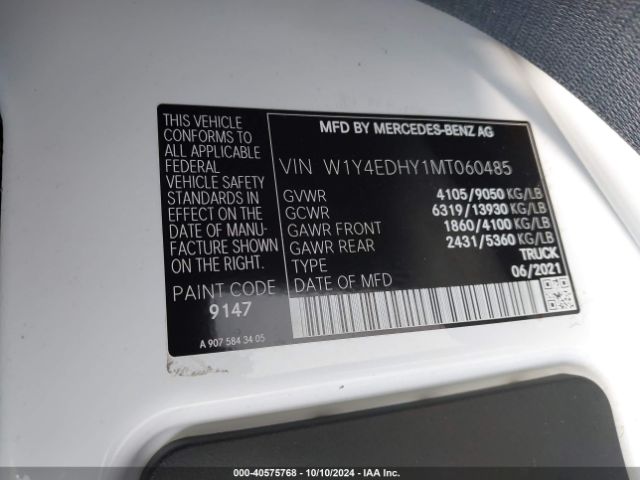 THIS VEHICLE
CONFORMS TO
ALL APPLICABLE
FEDERAL
VEHICLE SAFETY
STANDARDS IN
EFFECT ON THE
DATE OF MANU-
FACTURE SHOWN
ON THE RIGHT.
PAINT CODE
9147
A 907 584 34 05
MFD BY MERCEDES-BENZ AG
VIN W1Y4EDHY1MT060485
GVWR 4105/9050 KG/LB
GCWR 6319/13930 KG/LB
GAWR FRONT 1860/4100 KG/LB
GAWR REAR 2431/5360 KG/LB
TYPE TRUCK
DATE OF MFD 06/2021
000-40575768 - 10/10/2024 - IAA Inc.